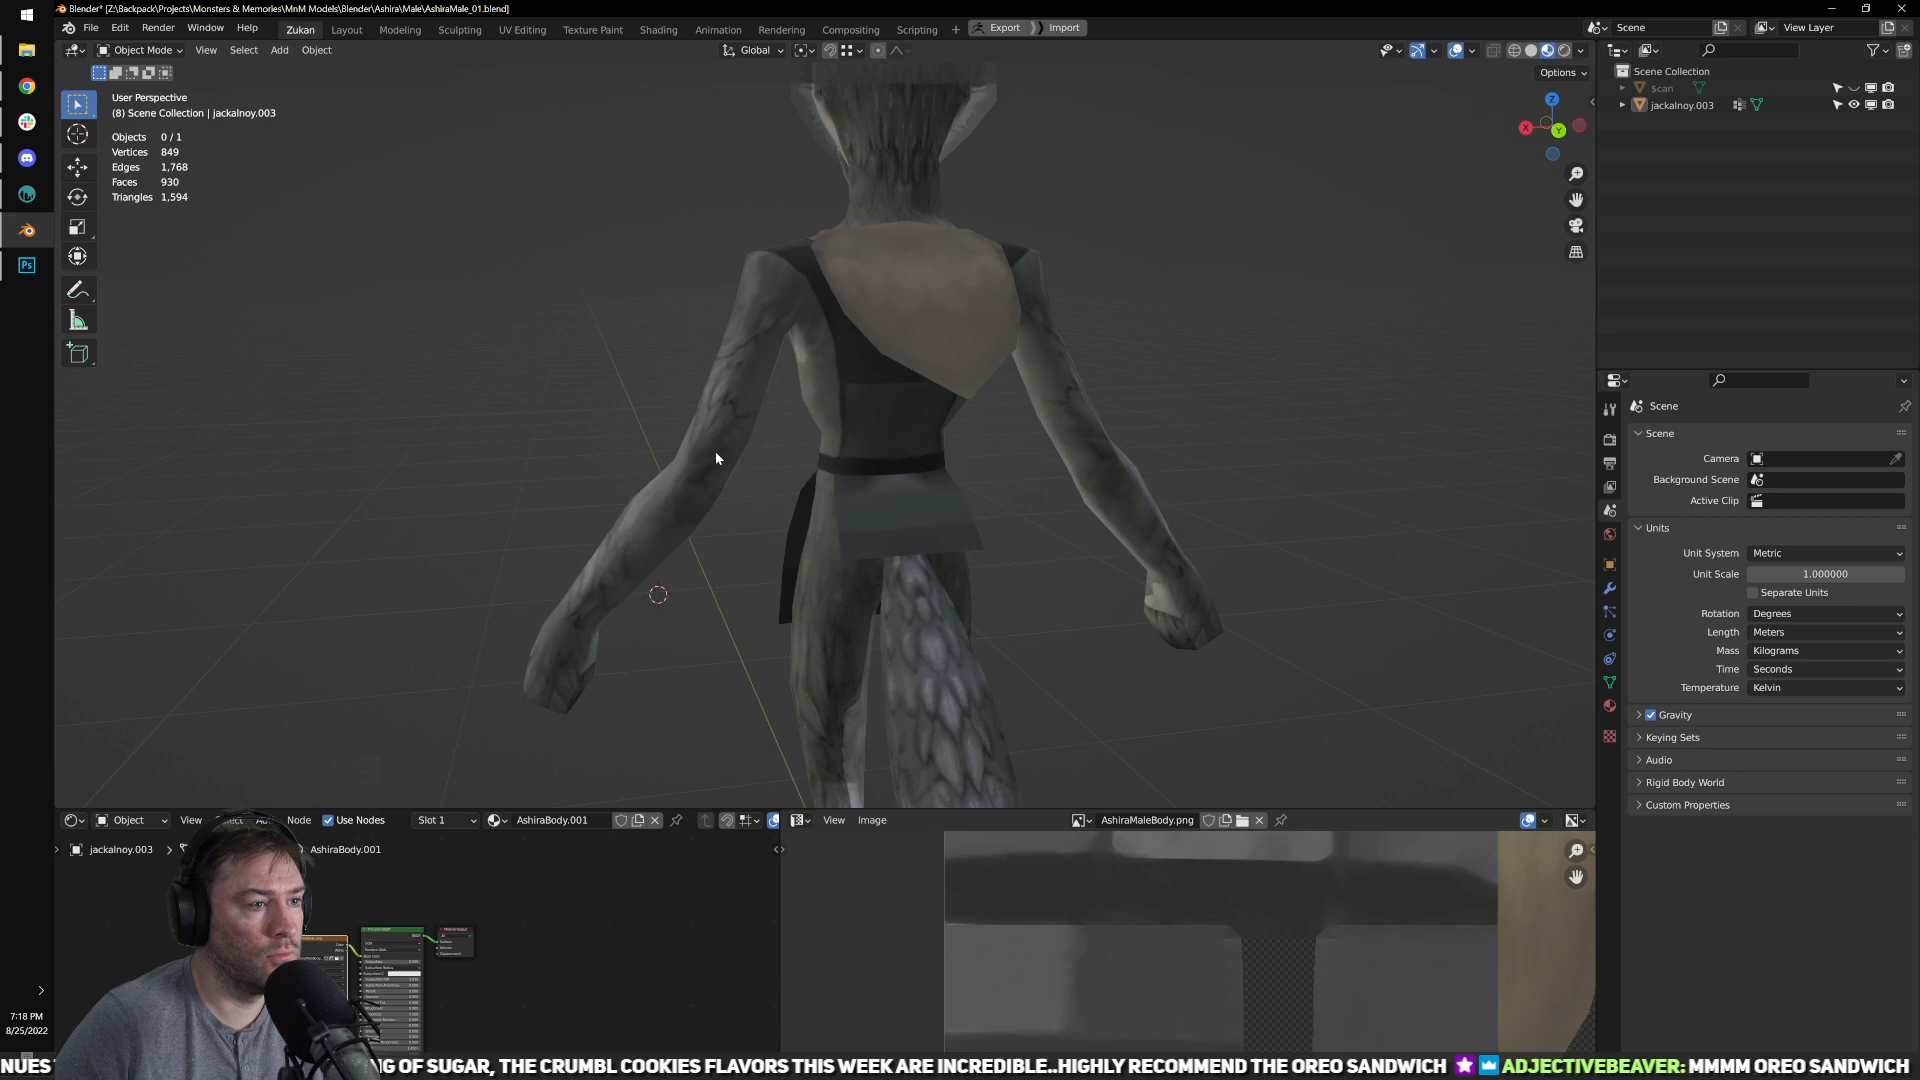 Blender* [Z:\Backpack\Projects\Monsters & Memories\MnM Models\Blender\Ashira\Male\AshiraMale_01.blend]
File Edit Render Window Help Zukan Layout Modeling Sculpting UV Editing Texture Paint Shading Animation Rendering Compositing Scripting + Export Import Scene View Layer
Object Mode View Select Add Object Global
Options
User Perspective
(8) Scene Collection | jackalnoy.003
Objects 0 / 1
Vertices 849
Edges 1,768
Faces 930
Triangles 1,594
Z
X
Y
Scene Collection
$can
jackalnoy.003
Ps
Scene
Scene
Camera
Background Scene
Active Clip
Units
Unit System Metric
Unit Scale 1.000000
Separate Units
Rotation Degrees
Length Meters
Mass Kilograms
Time Seconds
Temperature Kelvin
Gravity
Keying Sets
Audio
Rigid Body World
Custom Properties
Object View Node Use Nodes Slot 1 AshiraBody.001
jackalnoy.003 AshiraBody.001
View Image AshiraMaleBody.png
7:18 PM
8/25/2022
NUES
G OF SUGAR, THE CRUMBL COOKIES FLAVORS THIS WEEK ARE INCREDIBLE..HIGHLY RECOMMEND THE OREO SANDWICH ADJECTIVEBEAVER: MMMM OREO SANDWICH